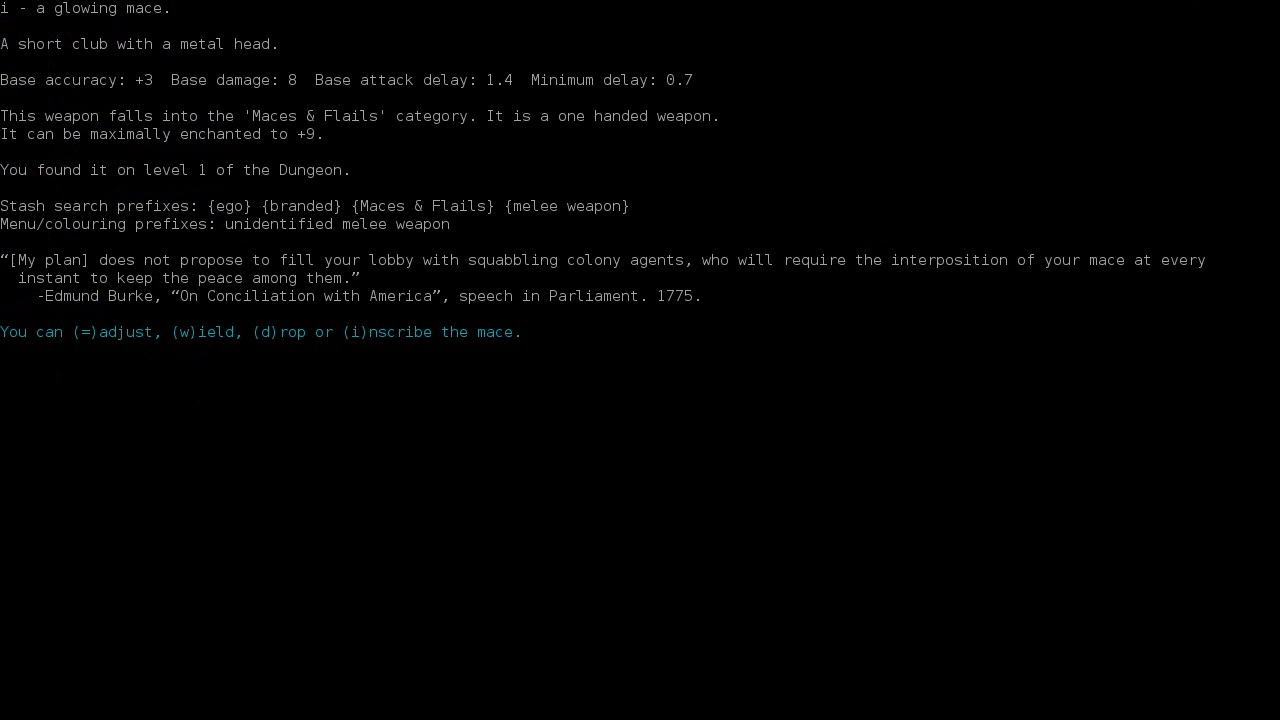 i - a glowing mace.
A short club with a metal head.
Base accuracy: +3  Base damage: 8  Base attack delay: 1.4  Minimum delay: 0.7
This weapon falls into the 'Maces & Flails' category. It is a one handed weapon.
It can be maximally enchanted to +9.
You found it on level 1 of the Dungeon.
Stash search prefixes: {ego} {branded} {Maces & Flails} {melee weapon}
Menu/colouring prefixes: unidentified melee weapon
“[My plan] does not propose to fill your lobby with squabbling colony agents, who will require the interposition of your mace at every
instant to keep the peace among them.”
-Edmund Burke, “On Conciliation with America”, speech in Parliament. 1775.
You can (=)adjust, (w)ield, (d)rop or (i)nscribe the mace.